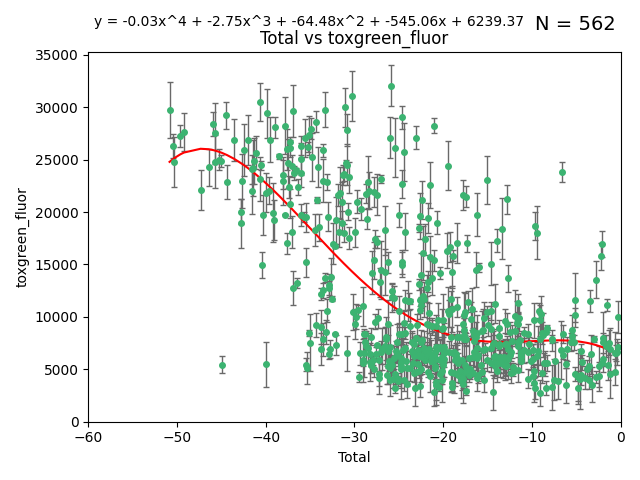 y = -0.03x^4 + -2.75x^3 + -64.48x^2 + -545.06x + 6239.37 N = 562
Total vs toxgreen_fluor
35000
30000
25000
20000
15000
10000
5000
0
toxgreen_fluor
−60 −50 −40 −30 −20 −10 0
Total